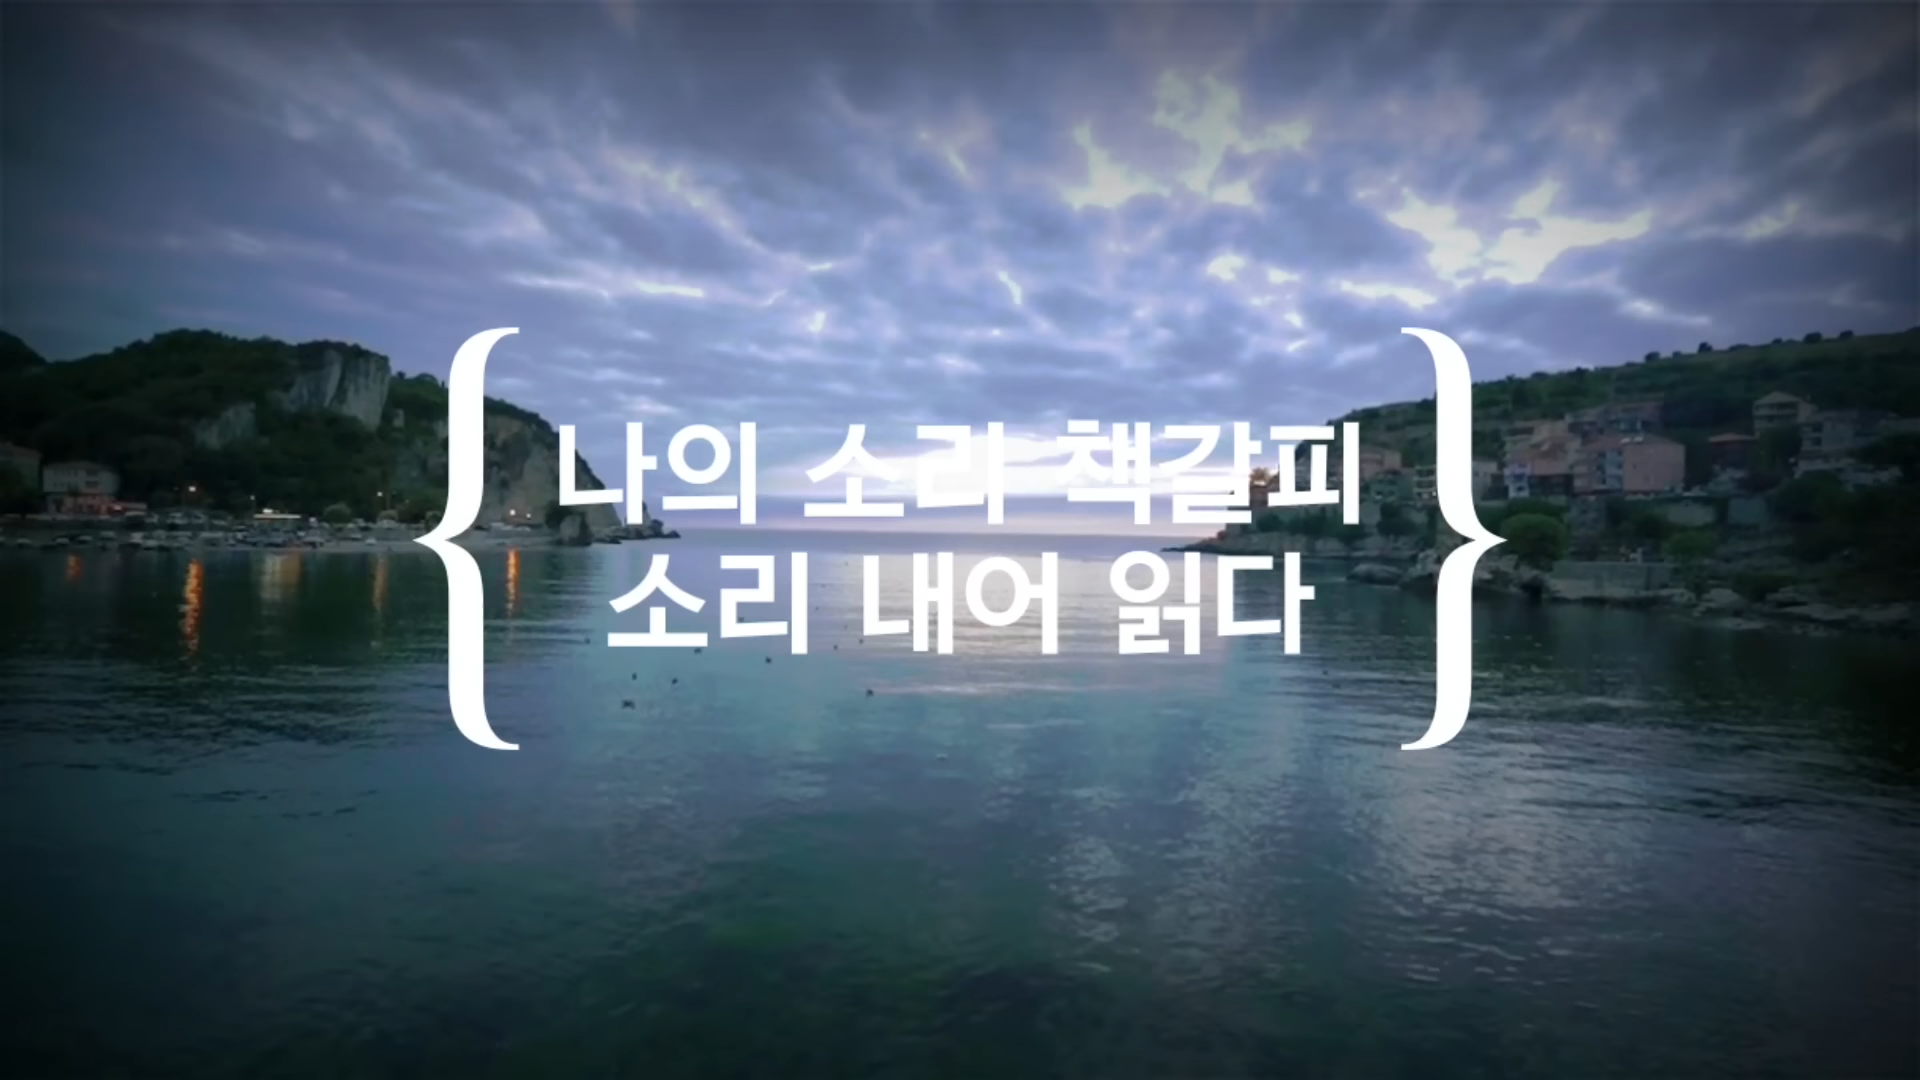 { 나의 소리 책갈피
소리 내어 읽다 }